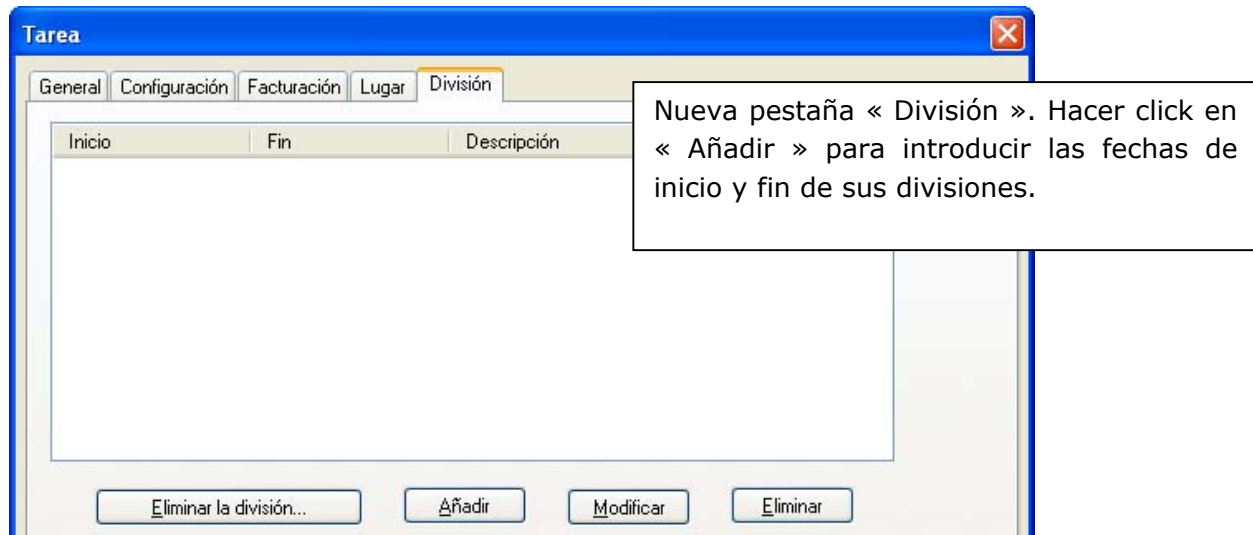 Tarea
General Configuración Facturación Lugar División
Nueva pestaña « División ». Hacer click en
« Añadir » para introducir las fechas de
inicio y fin de sus divisiones.
Inicio Fin Descripción
Eliminar la división... Añadir Modificar Eliminar